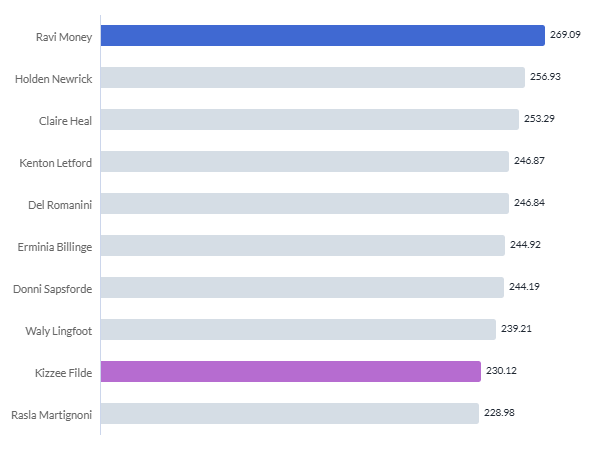 Ravi Money 269.09
Holden Newrick 256.93
Claire Heal 253.29
Kenton Letford 246.87
Del Romanini 246.84
Erminia Billinge 244.92
Donni Sapsforde 244.19
Waly Lingfoot 239.21
Kizzee Filde 230.12
Rasla Martignoni 228.98